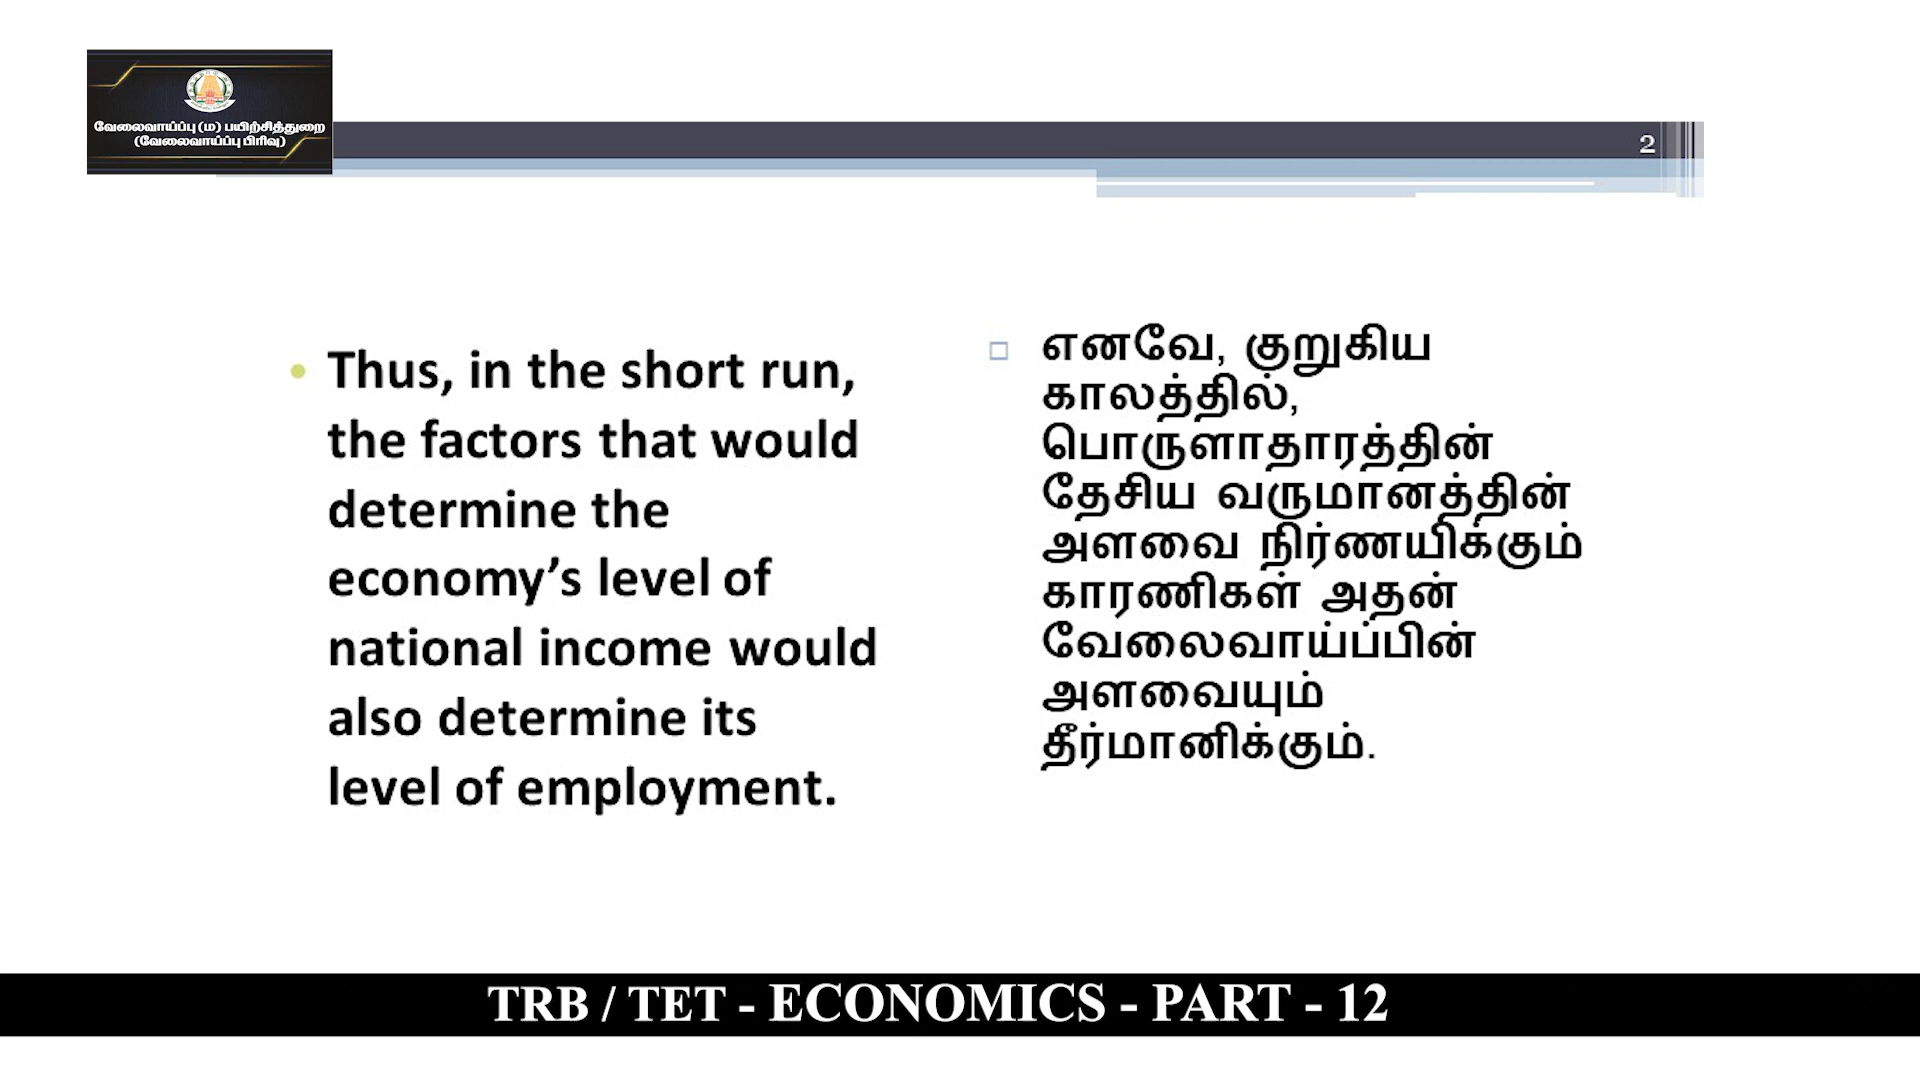 வேலைவாய்ப்பு (ம) பயிற்சித்துறை
(வேலைவாய்ப்பு பிரிவு)
2
Thus, in the short run,
the factors that would
determine the
economy’s level of
national income would
also determine its
level of employment.
எனவே, குறுகிய
காலத்தில்,
பொருளாதாரத்தின்
தேசிய வருமானத்தின்
அளவை நிர்ணயிக்கும்
காரணிகள் அதன்
வேலைவாய்ப்பின்
அளவையும்
தீர்மானிக்கும்.
TRB / TET - ECONOMICS - PART - 12